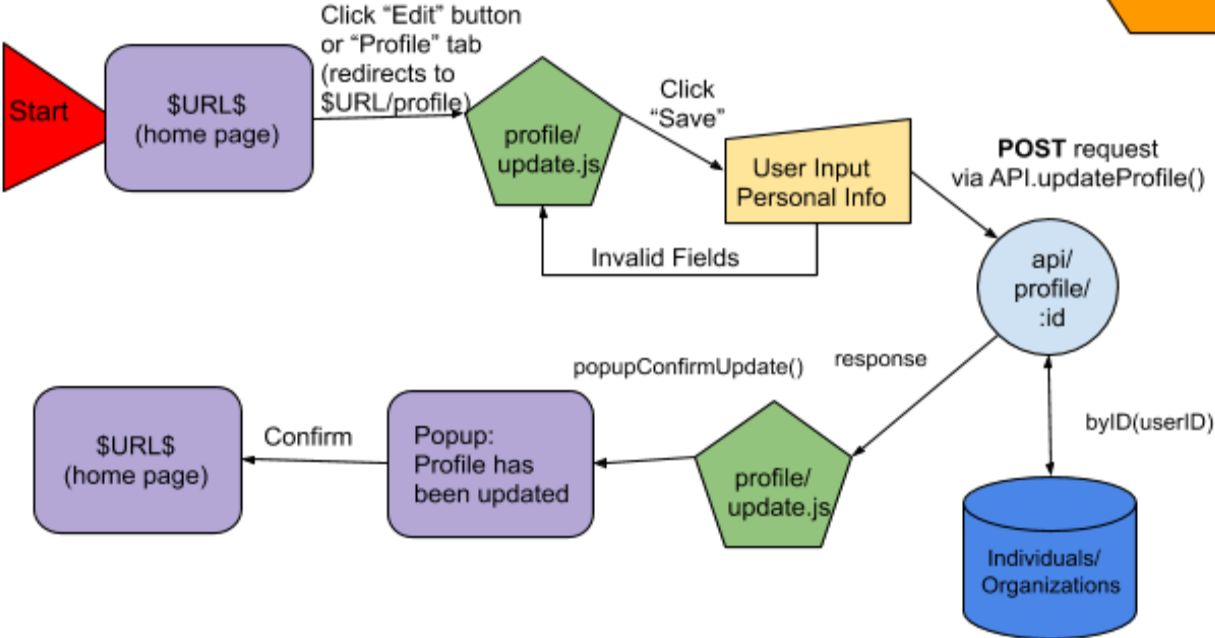 Click “Edit” button
or “Profile” tab
(redirects to
$URL/profile)
Start
$URL$
(home page)
profile/
update.js
Click
“Save”
User Input
Personal Info
POST request
via API.updateProfile()
Invalid Fields
api/
profile/
:id
popupConfirmUpdate()
response
byID(userID)
$URL$
(home page)
Confirm
Popup:
Profile has
been updated
profile/
update.js
Individuals/
Organizations